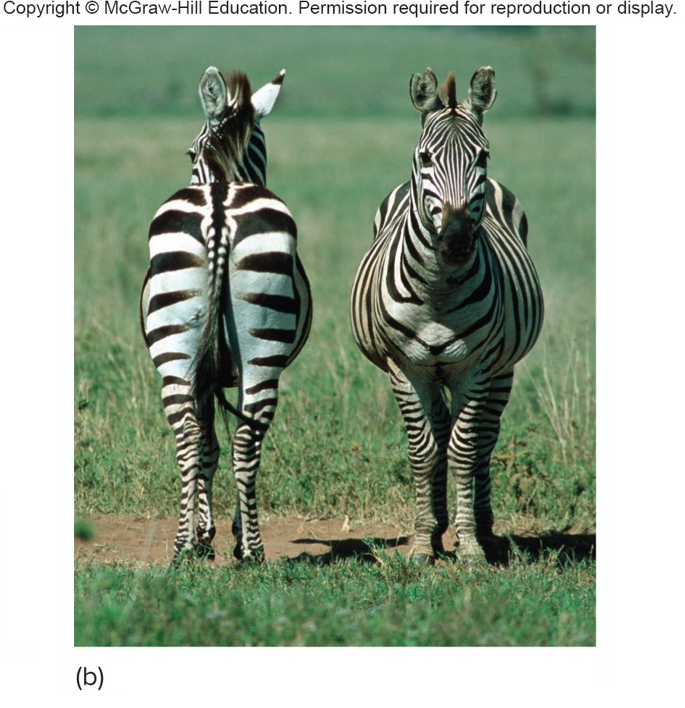 Copyright © McGraw-Hill Education. Permission required for reproduction or display.
(b)